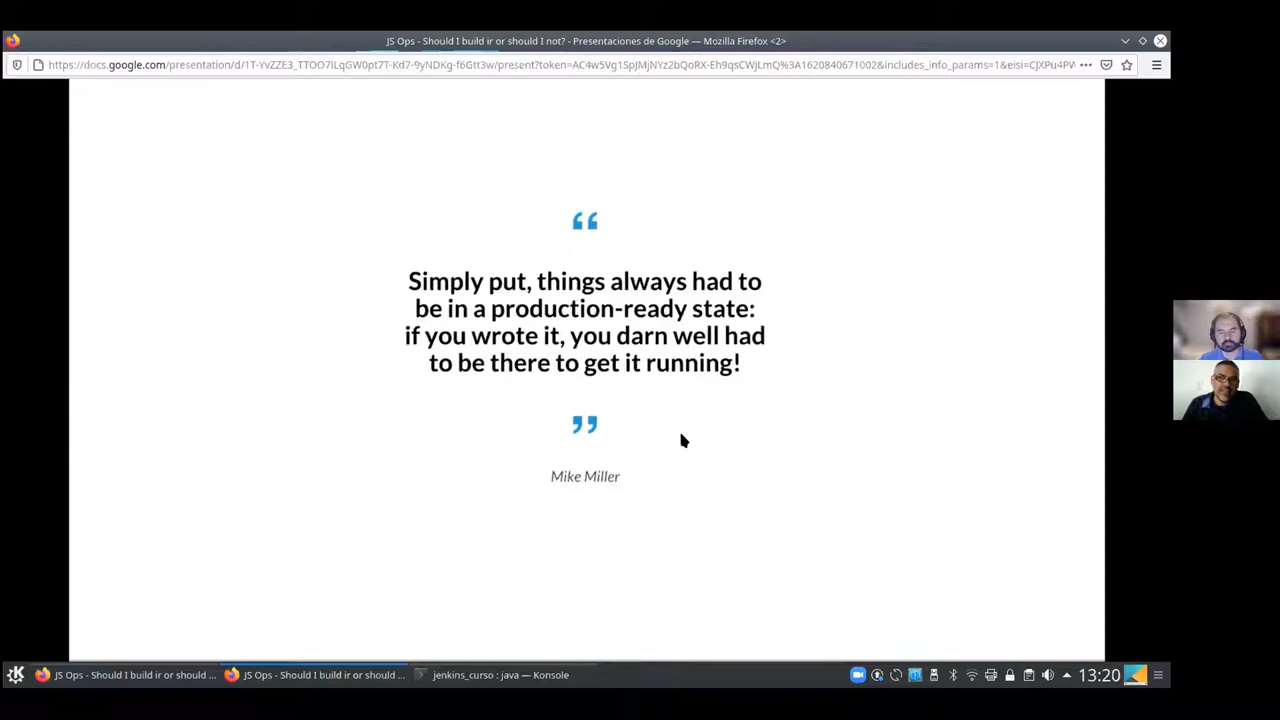 JS Ops - Should I build ir or should I not? - Presentaciones de Google — Mozilla Firefox <2>
“
Simply put, things always had to
be in a production-ready state:
if you wrote it, you darn well had
to be there to get it running!
”
Mike Miller
JS Ops - Should I build ir or should ...
JS Ops - Should I build ir or should ...
jenkins_curso : java — Konsole
13:20